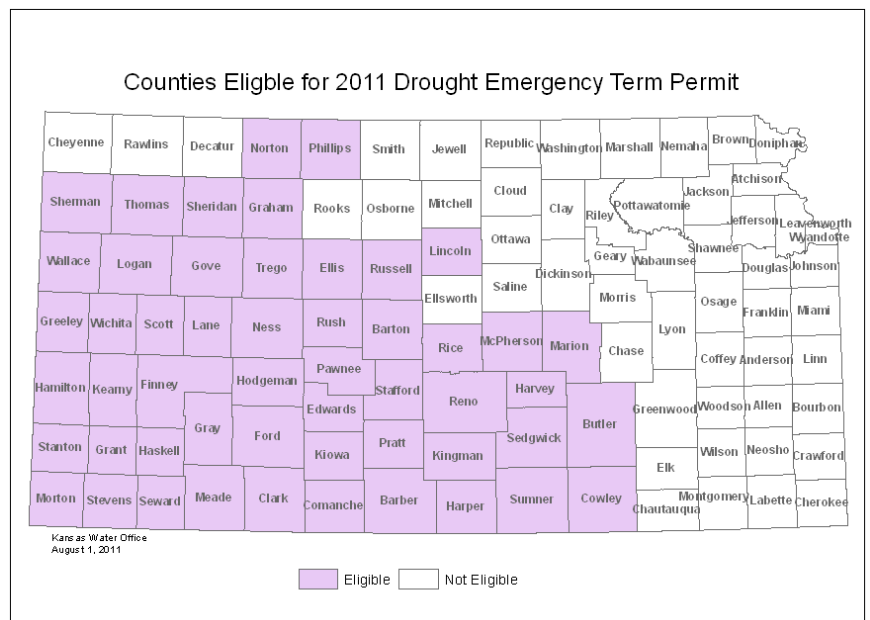 Counties Eligble for 2011 Drought Emergency Term Permit
Cheyenne Rawlins Decatur Norton Phillips Smith Jewell Republic Washington Marshall Nemaha Brown Doniphan
Atchison
Sherman Thomas Sheridan Graham Rooks Osborne Mitchell Cloud Clay Riley Pottawatomie Jackson Jefferson Leavenworth
Wyandotte
Wallace Logan Gove Trego Ellis Russell Lincoln Ottawa Dickinson Geary Wabaunsee Shawnee Douglas Johnson
Ellsworth Saline Morris Osage
Greeley Wichita Scott Lane Ness Rush Barton Rice McPherson Marion Chase Lyon Franklin Miami
Hamilton Kearny Finney Hodgeman Pawnee Stafford Reno Harvey Coffey Anderson Linn
Gray Ford Edwards Sedgwick Butler Greenwood Woodson Allen Bourbon
Stanton Grant Haskell Kiowa Pratt Kingman Elk Wilson Neosho Crawford
Morton Stevens Seward Meade Clark Comanche Barber Harper Sumner Cowley Chautauqua Montgomery Labette Cherokee
Kansas Water Office
August 1, 2011
Eligible Not Eligible